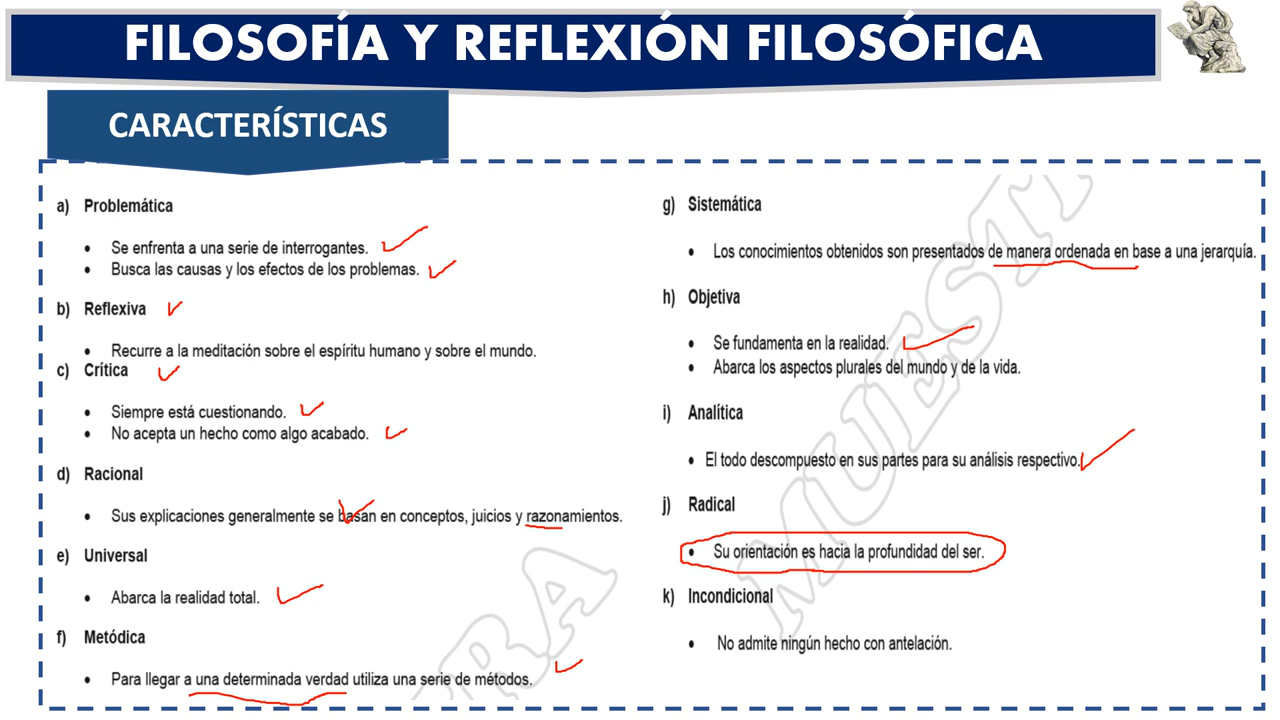 FILOSOFÍA Y REFLEXIÓN FILOSÓFICA
CARACTERÍSTICAS
a) Problemática
• Se enfrenta a una serie de interrogantes.
• Busca las causas y los efectos de los problemas.
b) Reflexiva
• Recurre a la meditación sobre el espíritu humano y sobre el mundo.
c) Crítica
• Siempre está cuestionando.
• No acepta un hecho como algo acabado.
d) Racional
• Sus explicaciones generalmente se basan en conceptos, juicios y razonamientos.
e) Universal
• Abarca la realidad total.
f) Metódica
• Para llegar a una determinada verdad utiliza una serie de métodos.
g) Sistemática
• Los conocimientos obtenidos son presentados de manera ordenada en base a una jerarquía.
h) Objetiva
• Se fundamenta en la realidad.
• Abarca los aspectos plurales del mundo y de la vida.
i) Analítica
• El todo descompuesto en sus partes para su análisis respectivo.
j) Radical
• Su orientación es hacia la profundidad del ser.
k) Incondicional
• No admite ningún hecho con antelación.
RA MUEST